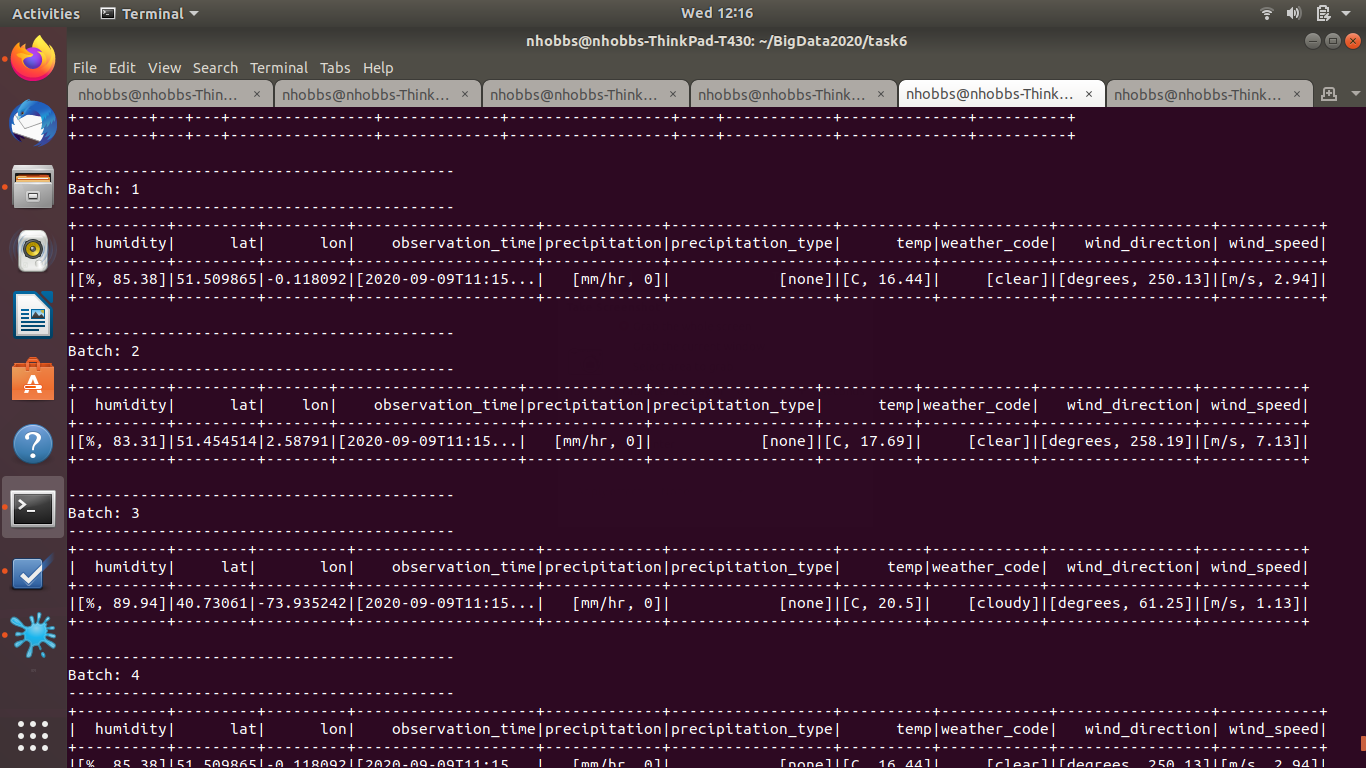 Activities Terminal Wed 12:16
nhobbs@nhobbs-ThinkPad-T430: ~/BigData2020/task6
File Edit View Search Terminal Tabs Help
nhobbs@nhobbs-Thin… × nhobbs@nhobbs-Think… × nhobbs@nhobbs-Think… × nhobbs@nhobbs-Think… × nhobbs@nhobbs-Think… × nhobbs@nhobbs-Think… ×
+--------+---+---+----------------+-------------+------------------+----+------------+--------------+----------+
+--------+---+---+----------------+-------------+------------------+----+------------+--------------+----------+
-------------------------------------------
Batch: 1
-------------------------------------------
+----------+---------+---------+--------------------+-------------+------------------+----------+------------+-----------------+-----------+
|  humidity|      lat|      lon|    observation_time|precipitation|precipitation_type|      temp|weather_code|   wind_direction| wind_speed|
+----------+---------+---------+--------------------+-------------+------------------+----------+------------+-----------------+-----------+
|[%, 85.38]|51.509865|-0.118092|[2020-09-09T11:15...|   [mm/hr, 0]|            [none]|[C, 16.44]|     [clear]|[degrees, 250.13]|[m/s, 2.94]|
+----------+---------+---------+--------------------+-------------+------------------+----------+------------+-----------------+-----------+
-------------------------------------------
Batch: 2
-------------------------------------------
+----------+---------+-------+--------------------+-------------+------------------+----------+------------+-----------------+-----------+
|  humidity|      lat|    lon|    observation_time|precipitation|precipitation_type|      temp|weather_code|   wind_direction| wind_speed|
+----------+---------+-------+--------------------+-------------+------------------+----------+------------+-----------------+-----------+
|[%, 83.31]|51.454514|2.58791|[2020-09-09T11:15...|   [mm/hr, 0]|            [none]|[C, 17.69]|     [clear]|[degrees, 258.19]|[m/s, 7.13]|
+----------+---------+-------+--------------------+-------------+------------------+----------+------------+-----------------+-----------+
-------------------------------------------
Batch: 3
-------------------------------------------
+----------+--------+----------+--------------------+-------------+------------------+---------+------------+----------------+-----------+
|  humidity|     lat|       lon|    observation_time|precipitation|precipitation_type|     temp|weather_code|  wind_direction| wind_speed|
+----------+--------+----------+--------------------+-------------+------------------+---------+------------+----------------+-----------+
|[%, 89.94]|40.73061|-73.935242|[2020-09-09T11:15...|   [mm/hr, 0]|            [none]|[C, 20.5]|    [cloudy]|[degrees, 61.25]|[m/s, 1.13]|
+----------+--------+----------+--------------------+-------------+------------------+---------+------------+----------------+-----------+
-------------------------------------------
Batch: 4
-------------------------------------------
+----------+---------+---------+--------------------+-------------+------------------+----------+------------+-----------------+-----------+
|  humidity|      lat|      lon|    observation_time|precipitation|precipitation_type|      temp|weather_code|   wind_direction| wind_speed|
+----------+---------+---------+--------------------+-------------+------------------+----------+------------+-----------------+-----------+
|[%, 85.38]|51.509865|-0.118092|[2020-09-09T11:15...|   [mm/hr, 0]|            [none]|[C, 16.44]|     [clear]|[degrees, 250.13]|[m/s, 2.94]|